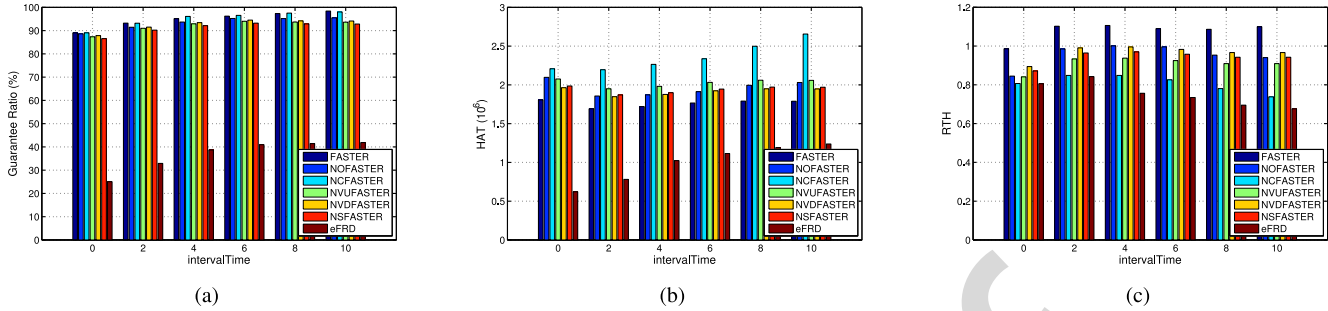 100
90
80
70
60
50
40
30
20
10
0
Guarantee Ratio (%)
0 2 4 6 8 10
intervalTime
FASTER
NOFASTER
NCFASTER
NVUFASTER
NVDFASTER
NSFASTER
eFRD
(a)
3
2.5
2
1.5
1
0.5
0
HAT (10^6)
0 2 4 6 8 10
intervalTime
FASTER
NOFASTER
NCFASTER
NVUFASTER
NVDFASTER
NSFASTER
eFRD
(b)
1.2
1
0.8
0.6
0.4
0.2
0
RTH
0 2 4 6 8 10
intervalTime
FASTER
NOFASTER
NCFASTER
NVUFASTER
NVDFASTER
NSFASTER
eFRD
(c)